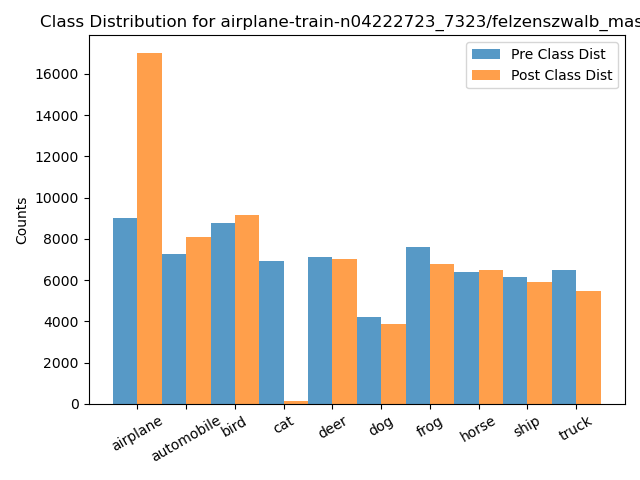 Class Distribution for airplane-train-n04222723_7323/felzenszwalb_mas
Pre Class Dist
Post Class Dist
Counts
16000
14000
12000
10000
8000
6000
4000
2000
0
airplane
automobile
bird
cat
deer
dog
frog
horse
ship
truck